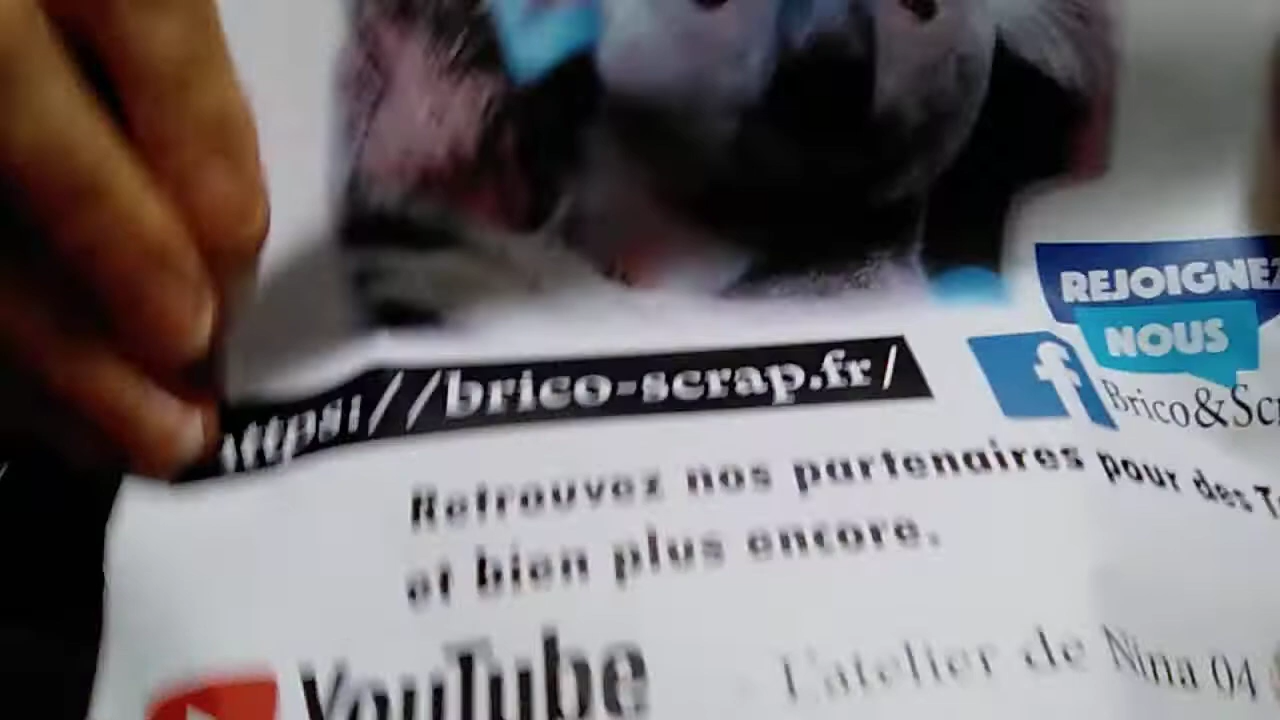 REJOIGNEZ
NOUS
https://brico-scrap.fr/
Brico&Sc
Retrouvez nos partenaires pour des T
et bien plus encore.
YouTube
L'atelier de Nina 04